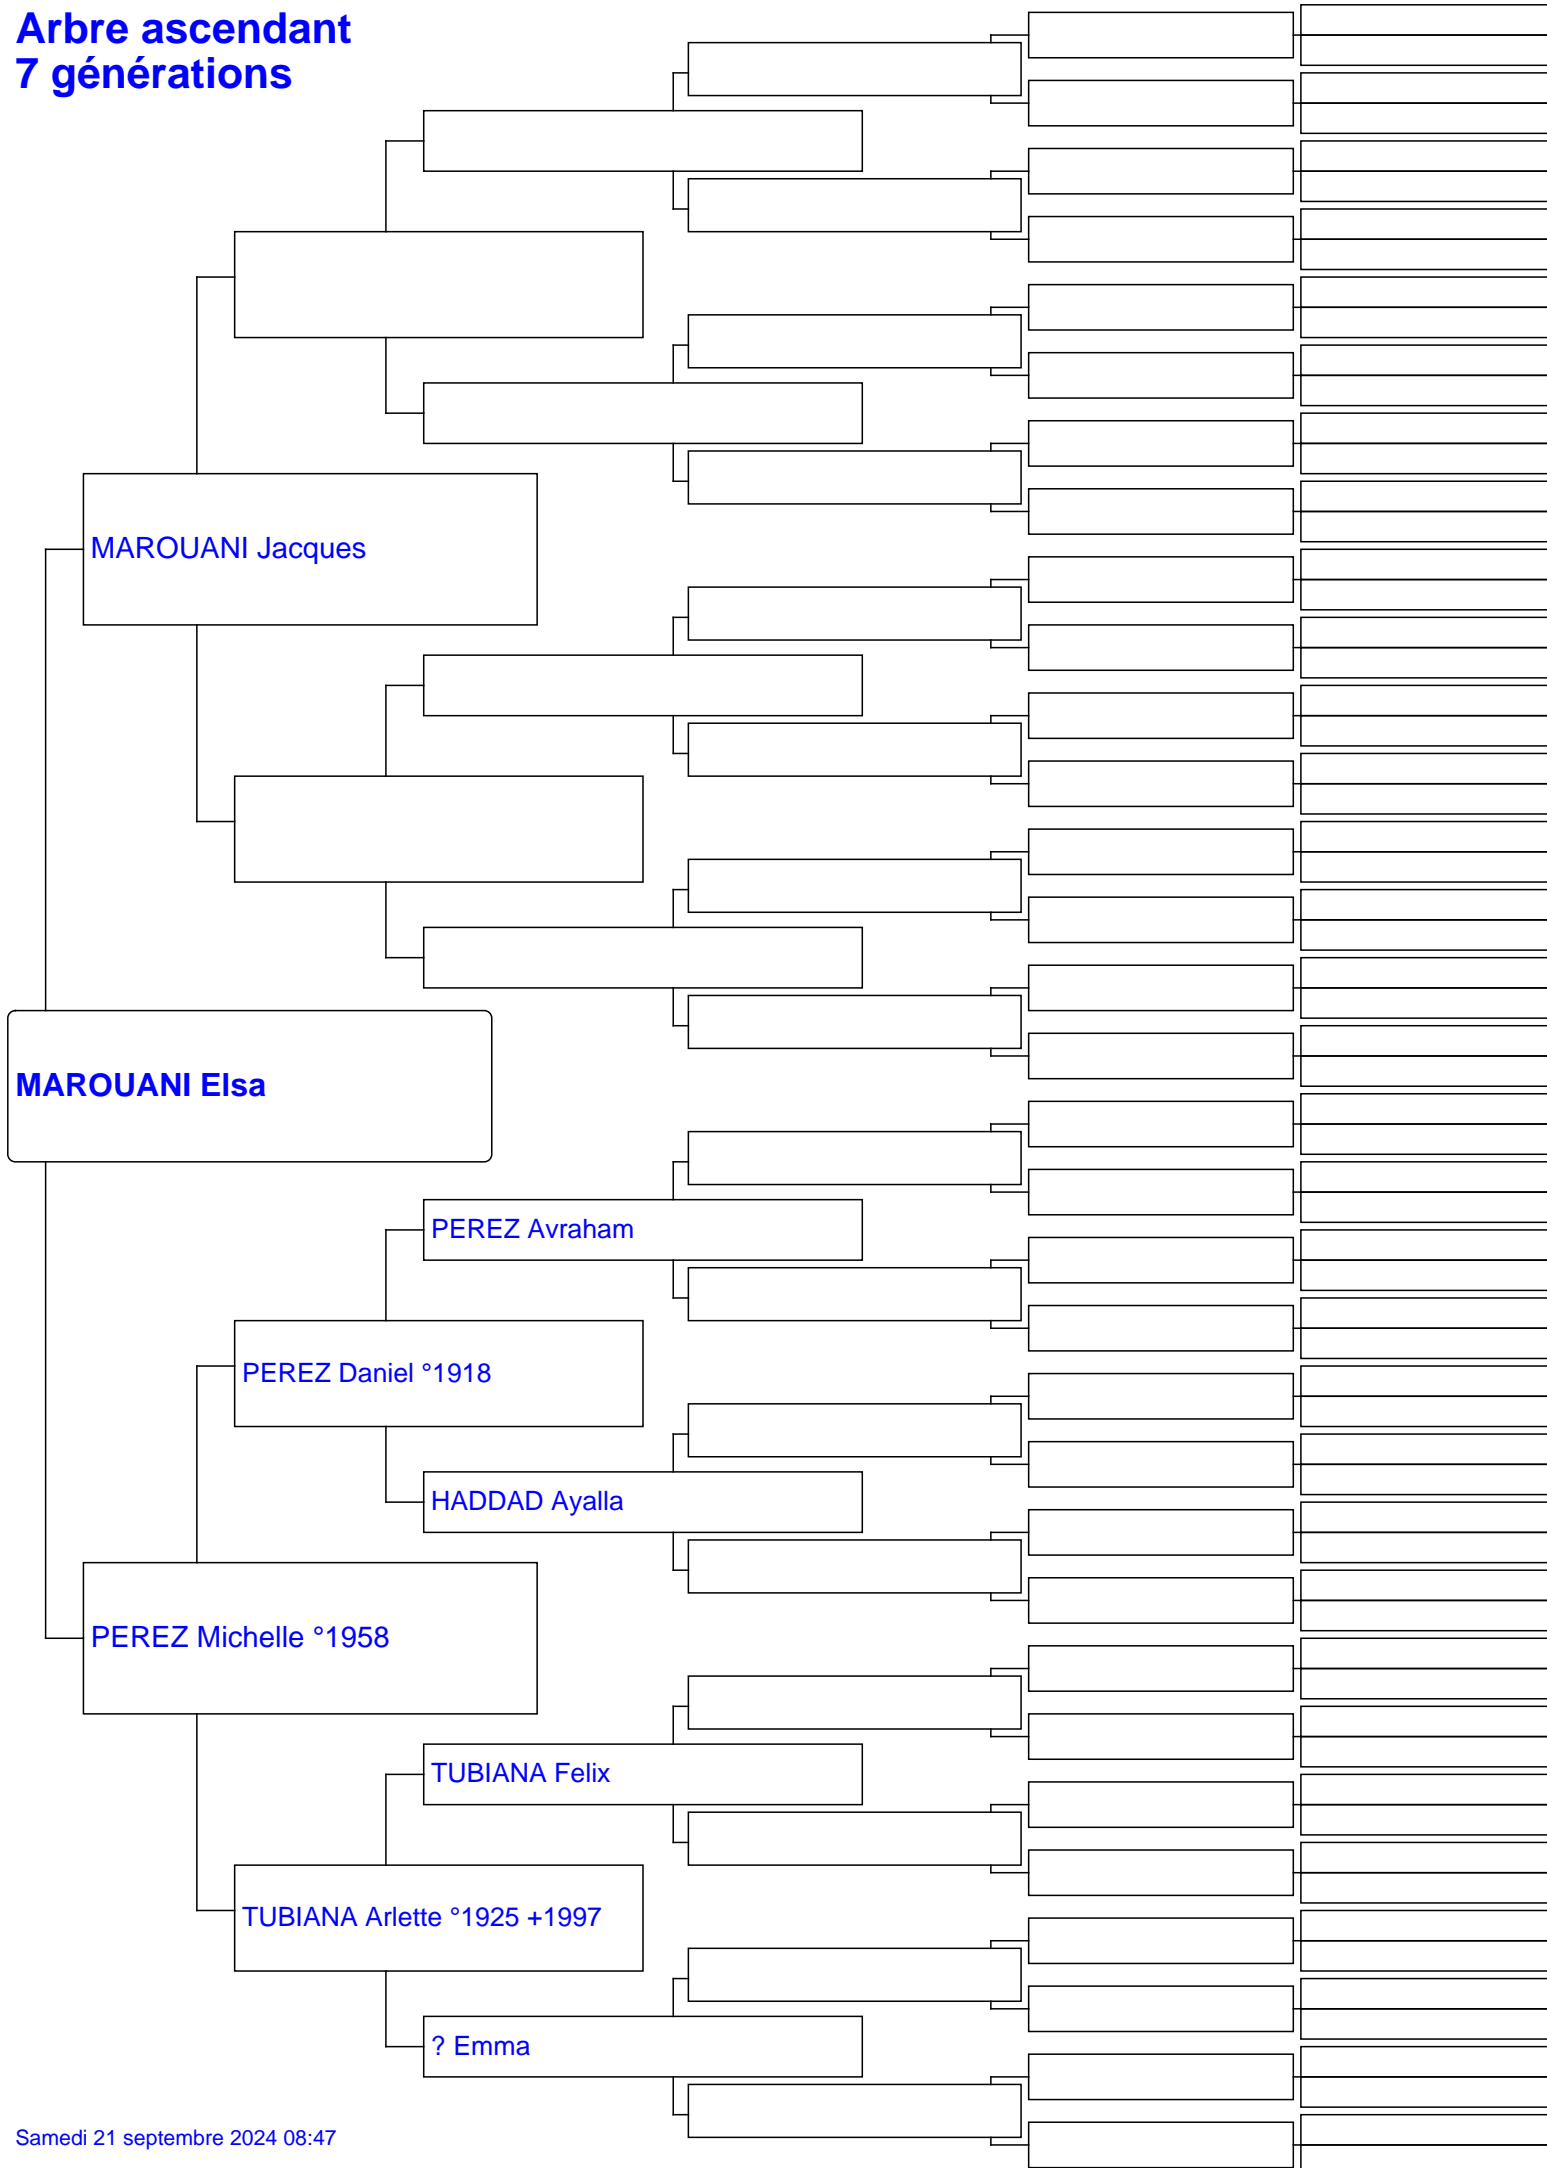 Arbre ascendant
7 générations
MAROUANI Jacques
MAROUANI Elsa
PEREZ Avraham
PEREZ Daniel °1918
HADDAD Ayalla
PEREZ Michelle °1958
TUBIANA Felix
TUBIANA Arlette °1925 +1997
? Emma
Samedi 21 septembre 2024 08:47